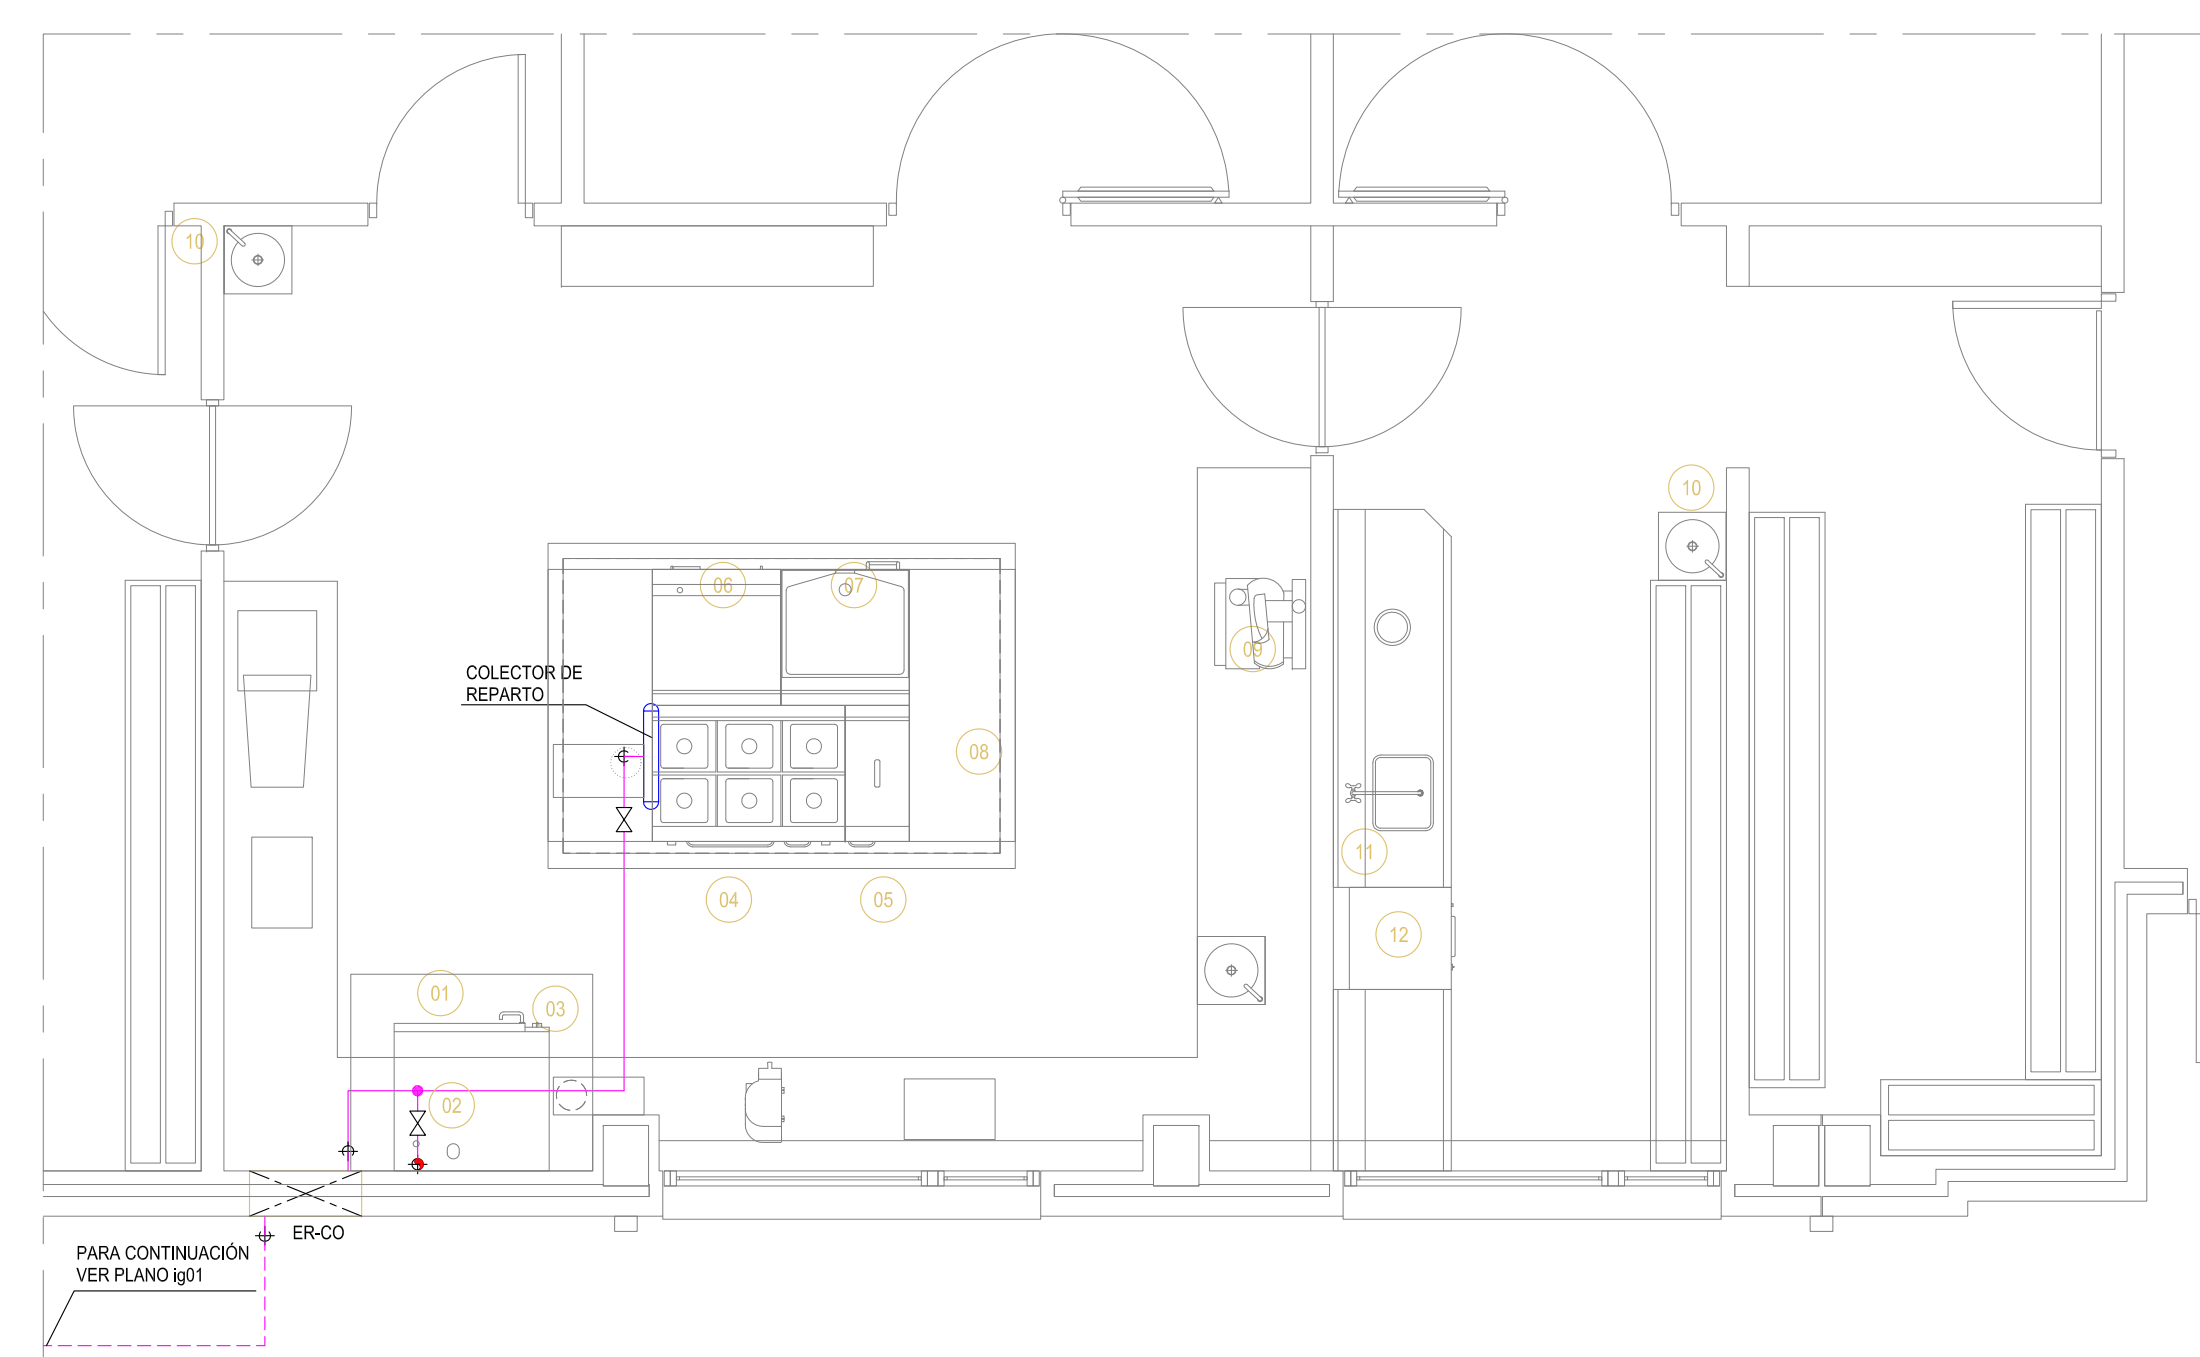 10
10
06
07
09
COLECTOR DE
REPARTO
08
11
04
05
12
01
03
02
ER-CO
PARA CONTINUACIÓN
VER PLANO ig01